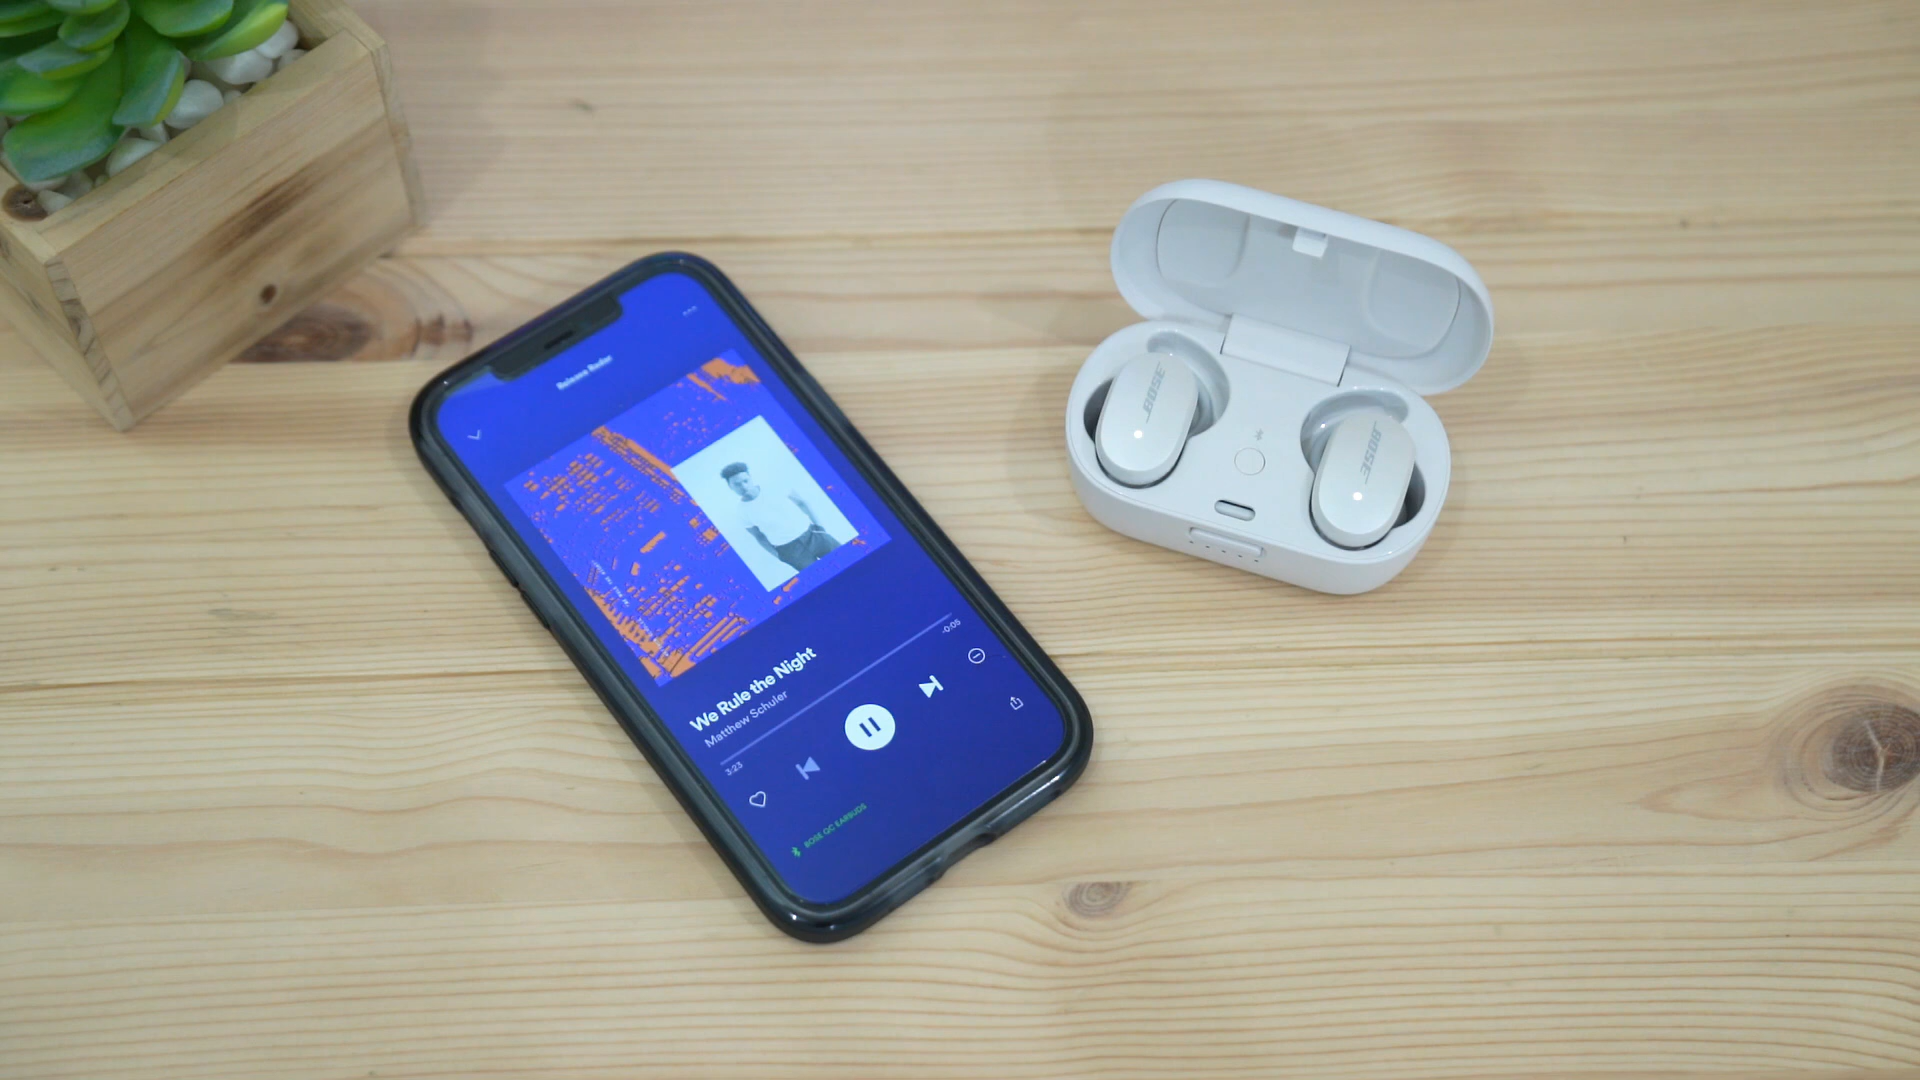 Release Radar
We Rule the Night
Matthew Schuler
3:23
-0:05
BOSE QC EARBUDS
BOSE
BOSE